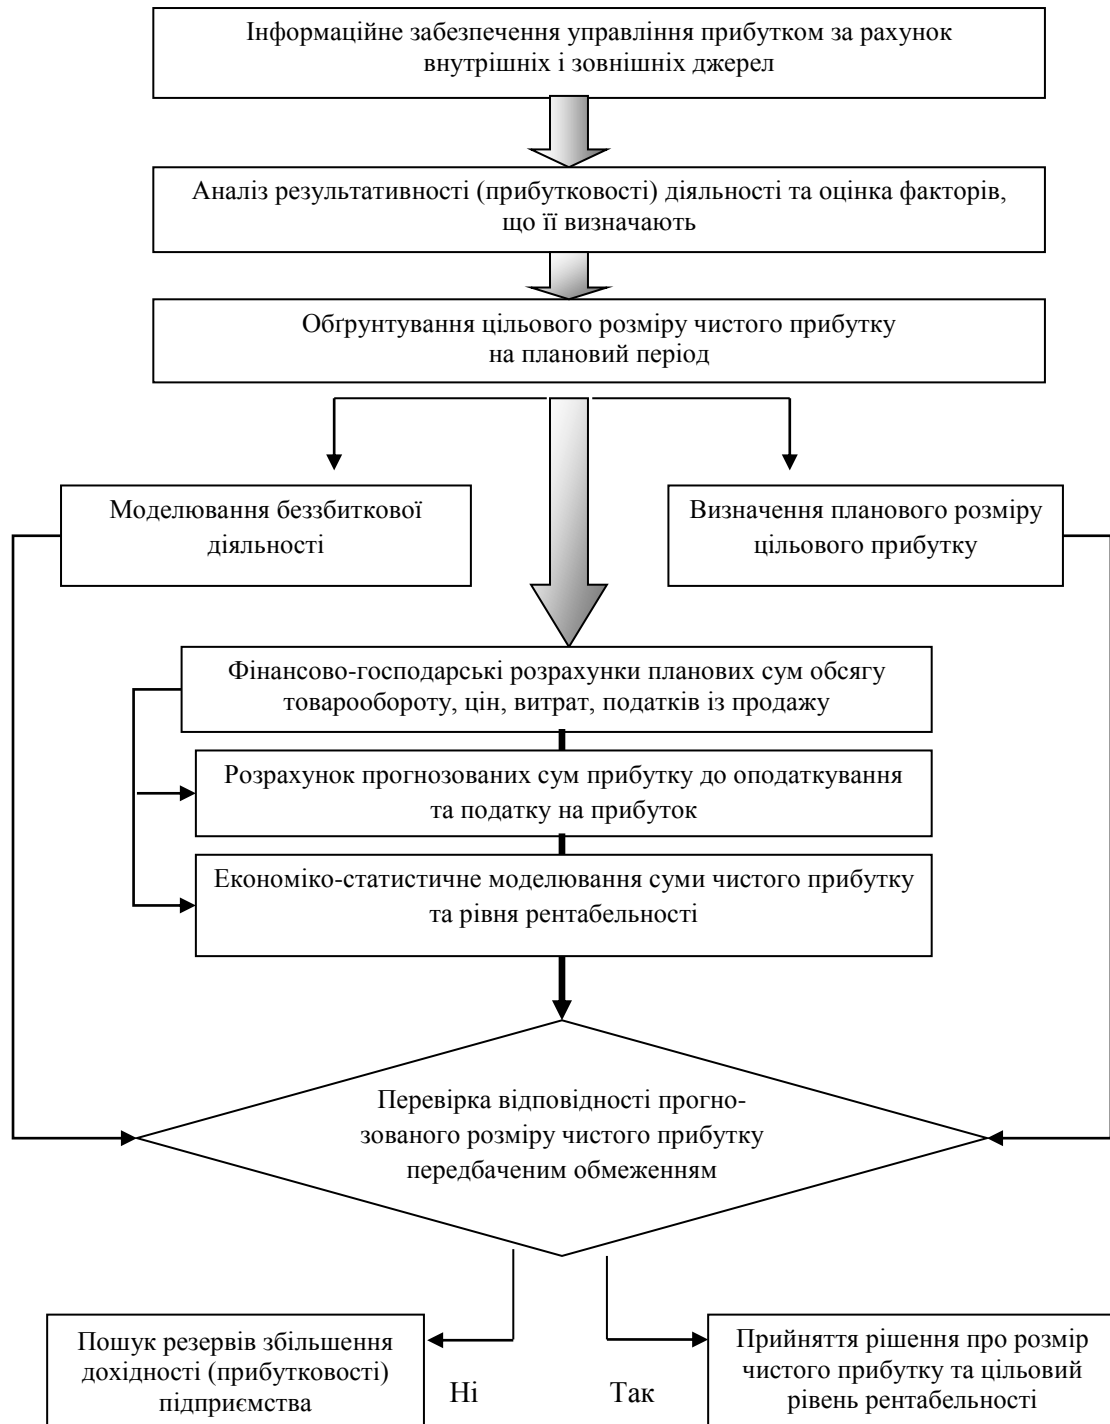 Інформаційне забезпечення управління прибутком за рахунок
внутрішніх і зовнішніх джерел
Аналіз результативності (прибутковості) діяльності та оцінка факторів,
що її визначають
Обґрунтування цільового розміру чистого прибутку
на плановий період
Моделювання беззбиткової
діяльності
Визначення планового розміру
цільового прибутку
Фінансово-господарські розрахунки планових сум обсягу
товарообороту, цін, витрат, податків із продажу
Розрахунок прогнозованих сум прибутку до оподаткування
та податку на прибуток
Економіко-статистичне моделювання суми чистого прибутку
та рівня рентабельності
Перевірка відповідності прогно-
зованого розміру чистого прибутку
передбаченим обмеженням
Пошук резервів збільшення
дохідності (прибутковості)
підприємства
Ні
Так
Прийняття рішення про розмір
чистого прибутку та цільовий
рівень рентабельності